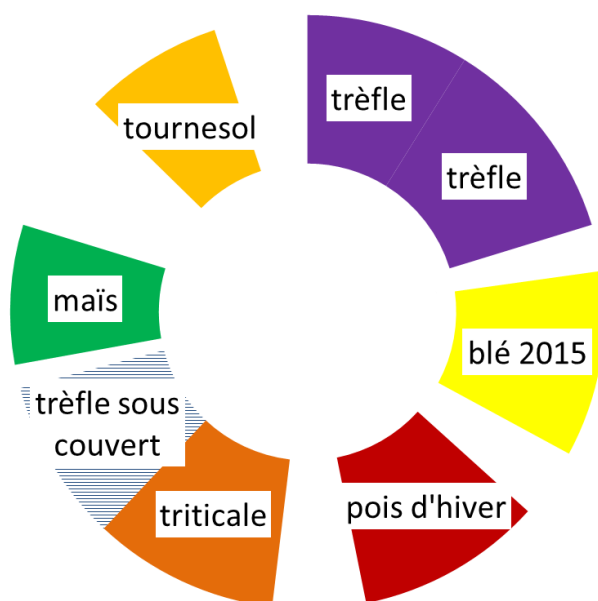 trèfle
trèfle
blé 2015
pois d'hiver
triticale
trèfle sous
couvert
maïs
tournesol